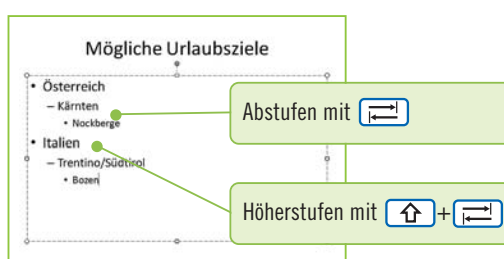 Mögliche Urlaubsziele
• Österreich
– Kärnten
• Nockberge
Abstufen mit
• Italien
– Trentino/Südtirol
• Bozen
Höherstufen mit +